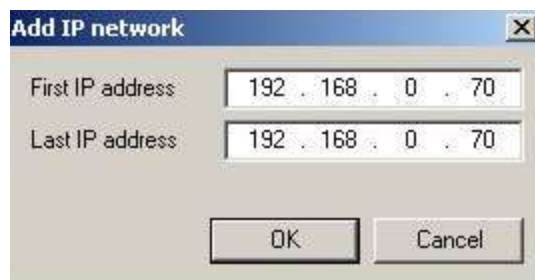 Add IP network
First IP address 192 . 168 . 0 . 70
Last IP address 192 . 168 . 0 . 70
OK Cancel